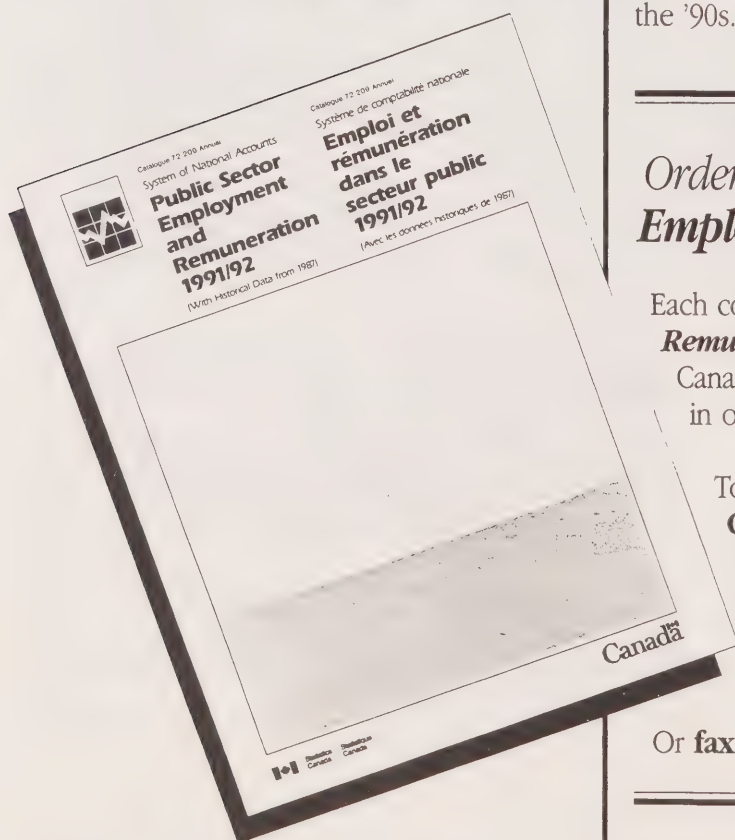 Catalogue 72 209 Annual
System of National Accounts
Public Sector
Employment
and
Remuneration
1991/92
(With Historical Data from 1987)
Catalogue 72 209 Annuel
Système de comptabilité nationale
Emploi et
rémunération
dans le
secteur public
1991/92
(Avec les données historiques de 1987)
Canada
Statistics
Canada
Statistique
Canada
the '90s.
Order
Empl
Each co
Remu
Cana
in o
To
Or fax